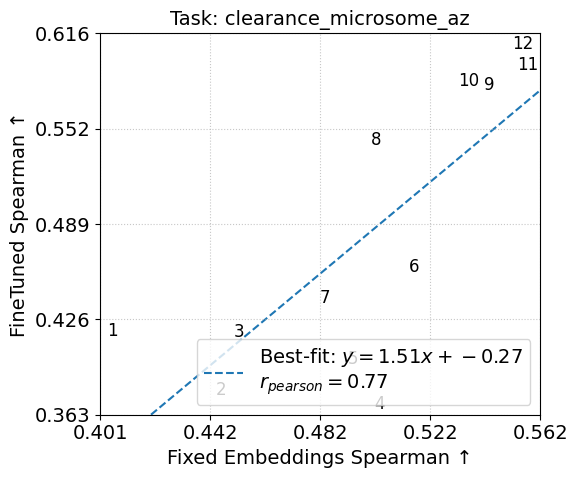 Task: clearance_microsome_az
0.616
0.552
0.489
0.426
0.363
FineTuned Spearman ↑
12
11
10
9
8
6
7
1
3
5
2
4
Best-fit: y = 1.51x + −0.27
r_pearson = 0.77
0.401 0.442 0.482 0.522 0.562
Fixed Embeddings Spearman ↑